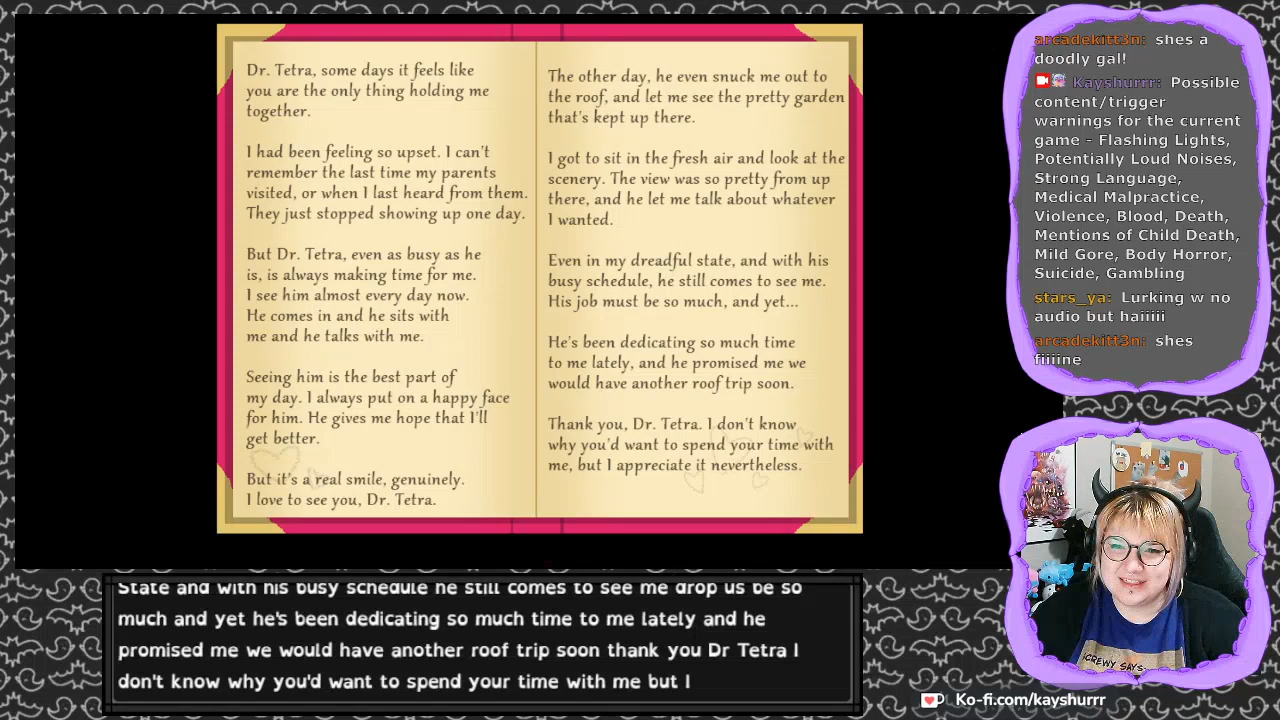 Dr. Tetra, some days it feels like
you are the only thing holding me
together.
I had been feeling so upset. I can't
remember the last time my parents
visited, or when I last heard from them.
They just stopped showing up one day.
But Dr. Tetra, even as busy as he
is, is always making time for me.
I see him almost every day now.
He comes in and he sits with
me and he talks with me.
Seeing him is the best part of
my day. I always put on a happy face
for him. He gives me hope that I'll
get better.
But it's a real smile, genuinely.
I love to see you, Dr. Tetra.
The other day, he even snuck me out to
the roof, and let me see the pretty garden
that's kept up there.
I got to sit in the fresh air and look at the
scenery. The view was so pretty from up
there, and he let me talk about whatever
I wanted.
Even in my dreadful state, and with his
busy schedule, he still comes to see me.
His job must be so much, and yet...
He's been dedicating so much time
to me lately, and he promised me we
would have another roof trip soon.
Thank you, Dr. Tetra. I don't know
why you'd want to spend your time with
me, but I appreciate it nevertheless.
arcadekitt3n: shes a
doodly gal!
Kayshurrr: Possible
content/trigger
warnings for the current
game - Flashing Lights,
Potentially Loud Noises,
Strong Language,
Medical Malpractice,
Violence, Blood, Death,
Mentions of Child Death,
Mild Gore, Body Horror,
Suicide, Gambling
stars_ya: Lurking w no
audio but haiiiii
arcadekitt3n: shes
fiiiine
State and with his busy schedule he still comes to see me drop us be so
much and yet he's been dedicating so much time to me lately and he
promised me we would have another roof trip soon thank you Dr Tetra I
don't know why you'd want to spend your time with me but I
CREWY SAYS
Ko-fi.com/kayshurrr